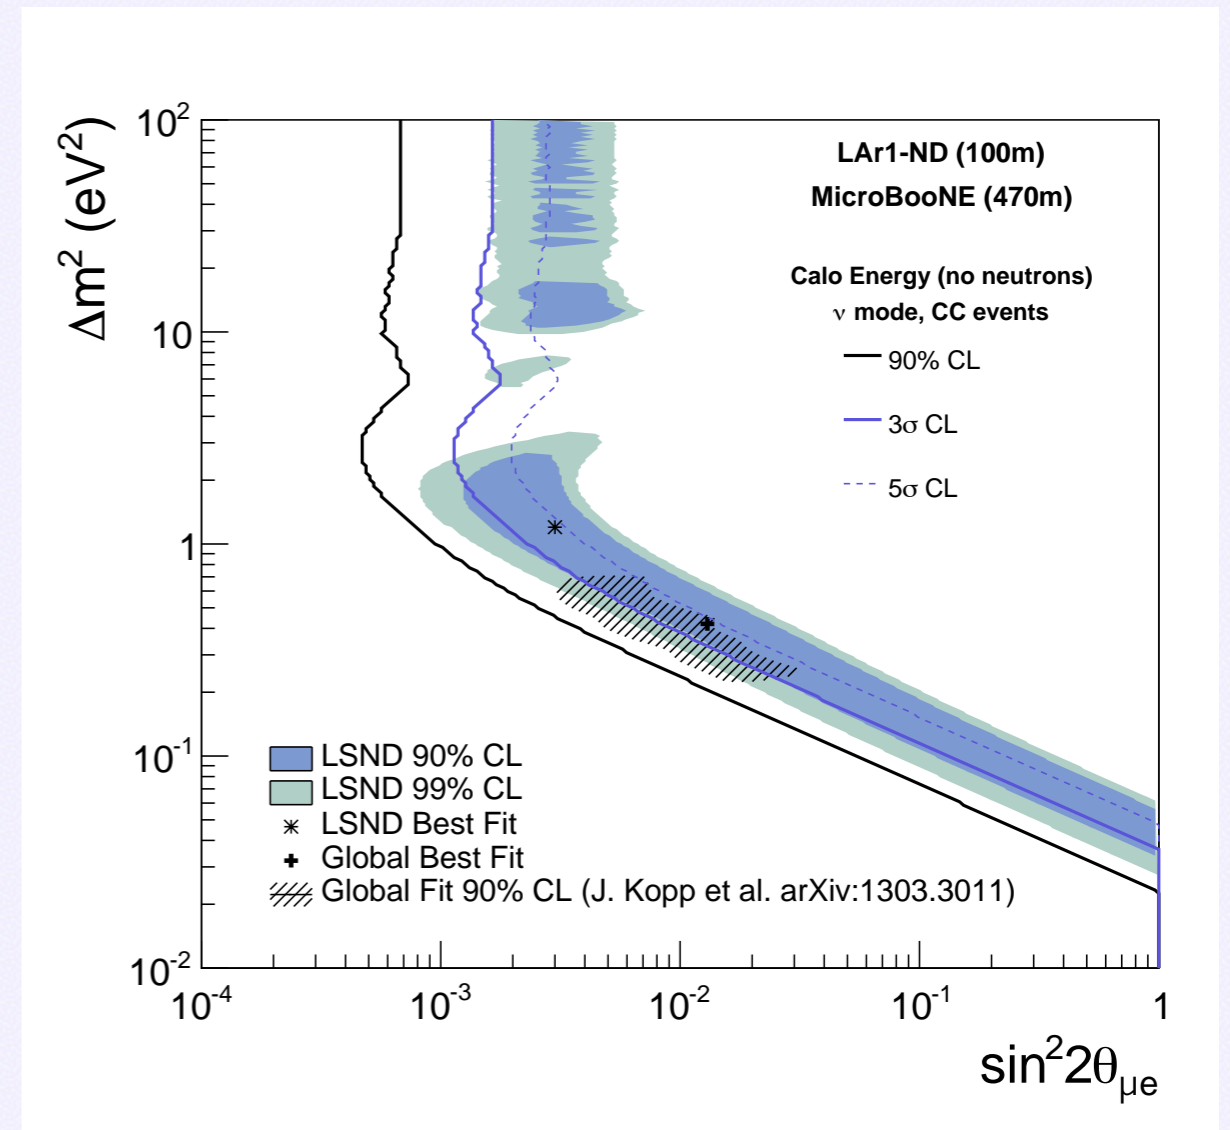 Δm² (eV²)
10²
10
1
10⁻¹
10⁻²
LAr1-ND (100m)
MicroBooNE (470m)
Calo Energy (no neutrons)
ν mode, CC events
90% CL
3σ CL
5σ CL
LSND 90% CL
LSND 99% CL
LSND Best Fit
Global Best Fit
Global Fit 90% CL (J. Kopp et al. arXiv:1303.3011)
10⁻⁴ 10⁻³ 10⁻² 10⁻¹ 1
sin²2θμe